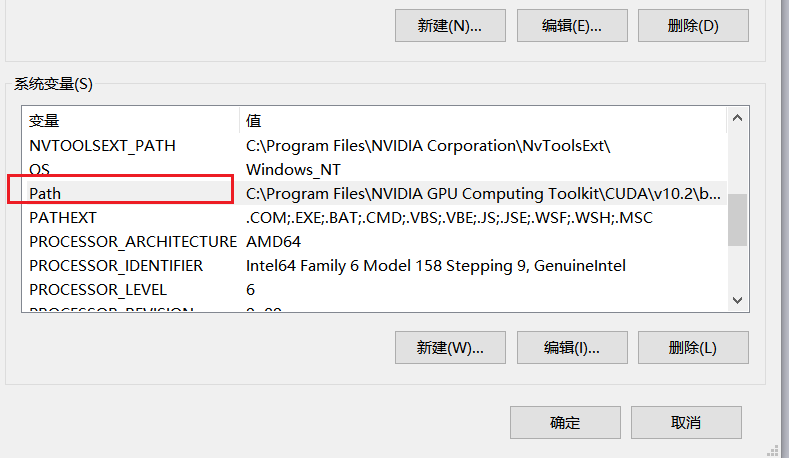 新建(N)... 编辑(E)... 删除(D)
系统变量(S)
变量 值
NVTOOLSEXT_PATH C:\Program Files\NVIDIA Corporation\NvToolsExt\
OS Windows_NT
Path C:\Program Files\NVIDIA GPU Computing Toolkit\CUDA\v10.2\b...
PATHEXT .COM;.EXE;.BAT;.CMD;.VBS;.VBE;.JS;.JSE;.WSF;.WSH;.MSC
PROCESSOR_ARCHITECTURE AMD64
PROCESSOR_IDENTIFIER Intel64 Family 6 Model 158 Stepping 9, GenuineIntel
PROCESSOR_LEVEL 6
PROCESSOR_REVISION
新建(W)... 编辑(I)... 删除(L)
确定 取消